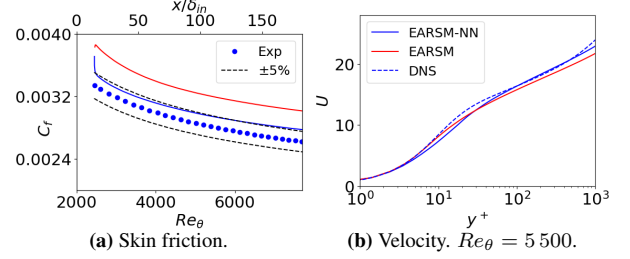 x/δ_in
0 50 100 150
0.0040
0.0032
0.0024
C_f
Exp
±5%
2000 4000 6000
Re_θ
(a) Skin friction.
EARSM-NN
EARSM
DNS
20
10
0
U
10^0 10^1 10^2 10^3
y^+
(b) Velocity. Re_θ = 5 500.